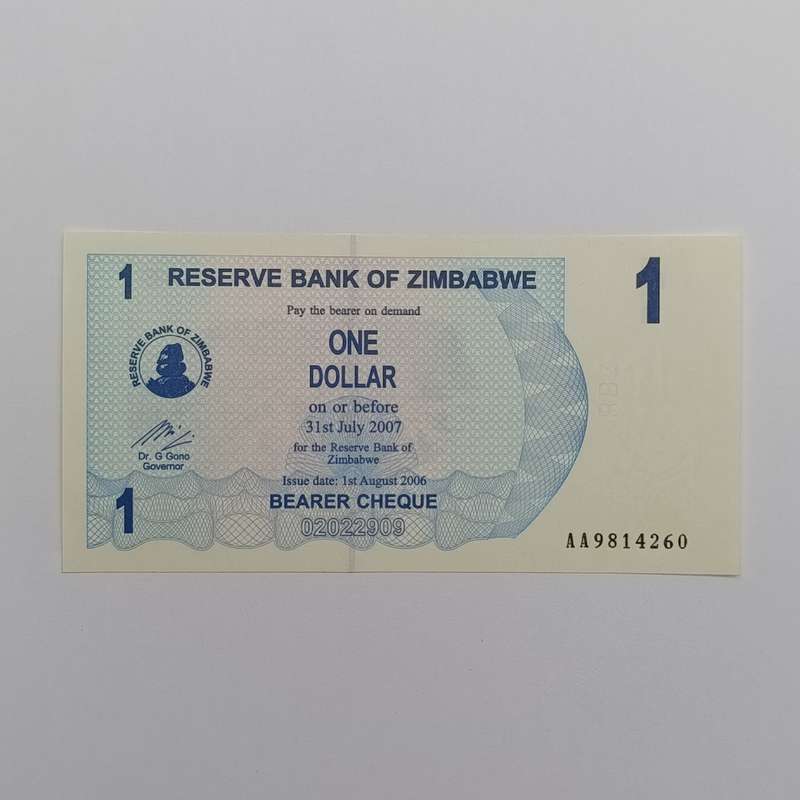 1
RESERVE BANK OF ZIMBABWE
1
Pay the bearer on demand
ONE
DOLLAR
on or before
31st July 2007
for the Reserve Bank of
Zimbabwe
Issue date: 1st August 2006
BEARER CHEQUE
02022909
RESERVE BANK OF ZIMBABWE
Dr. G Gono
Governor
1
AA9814260